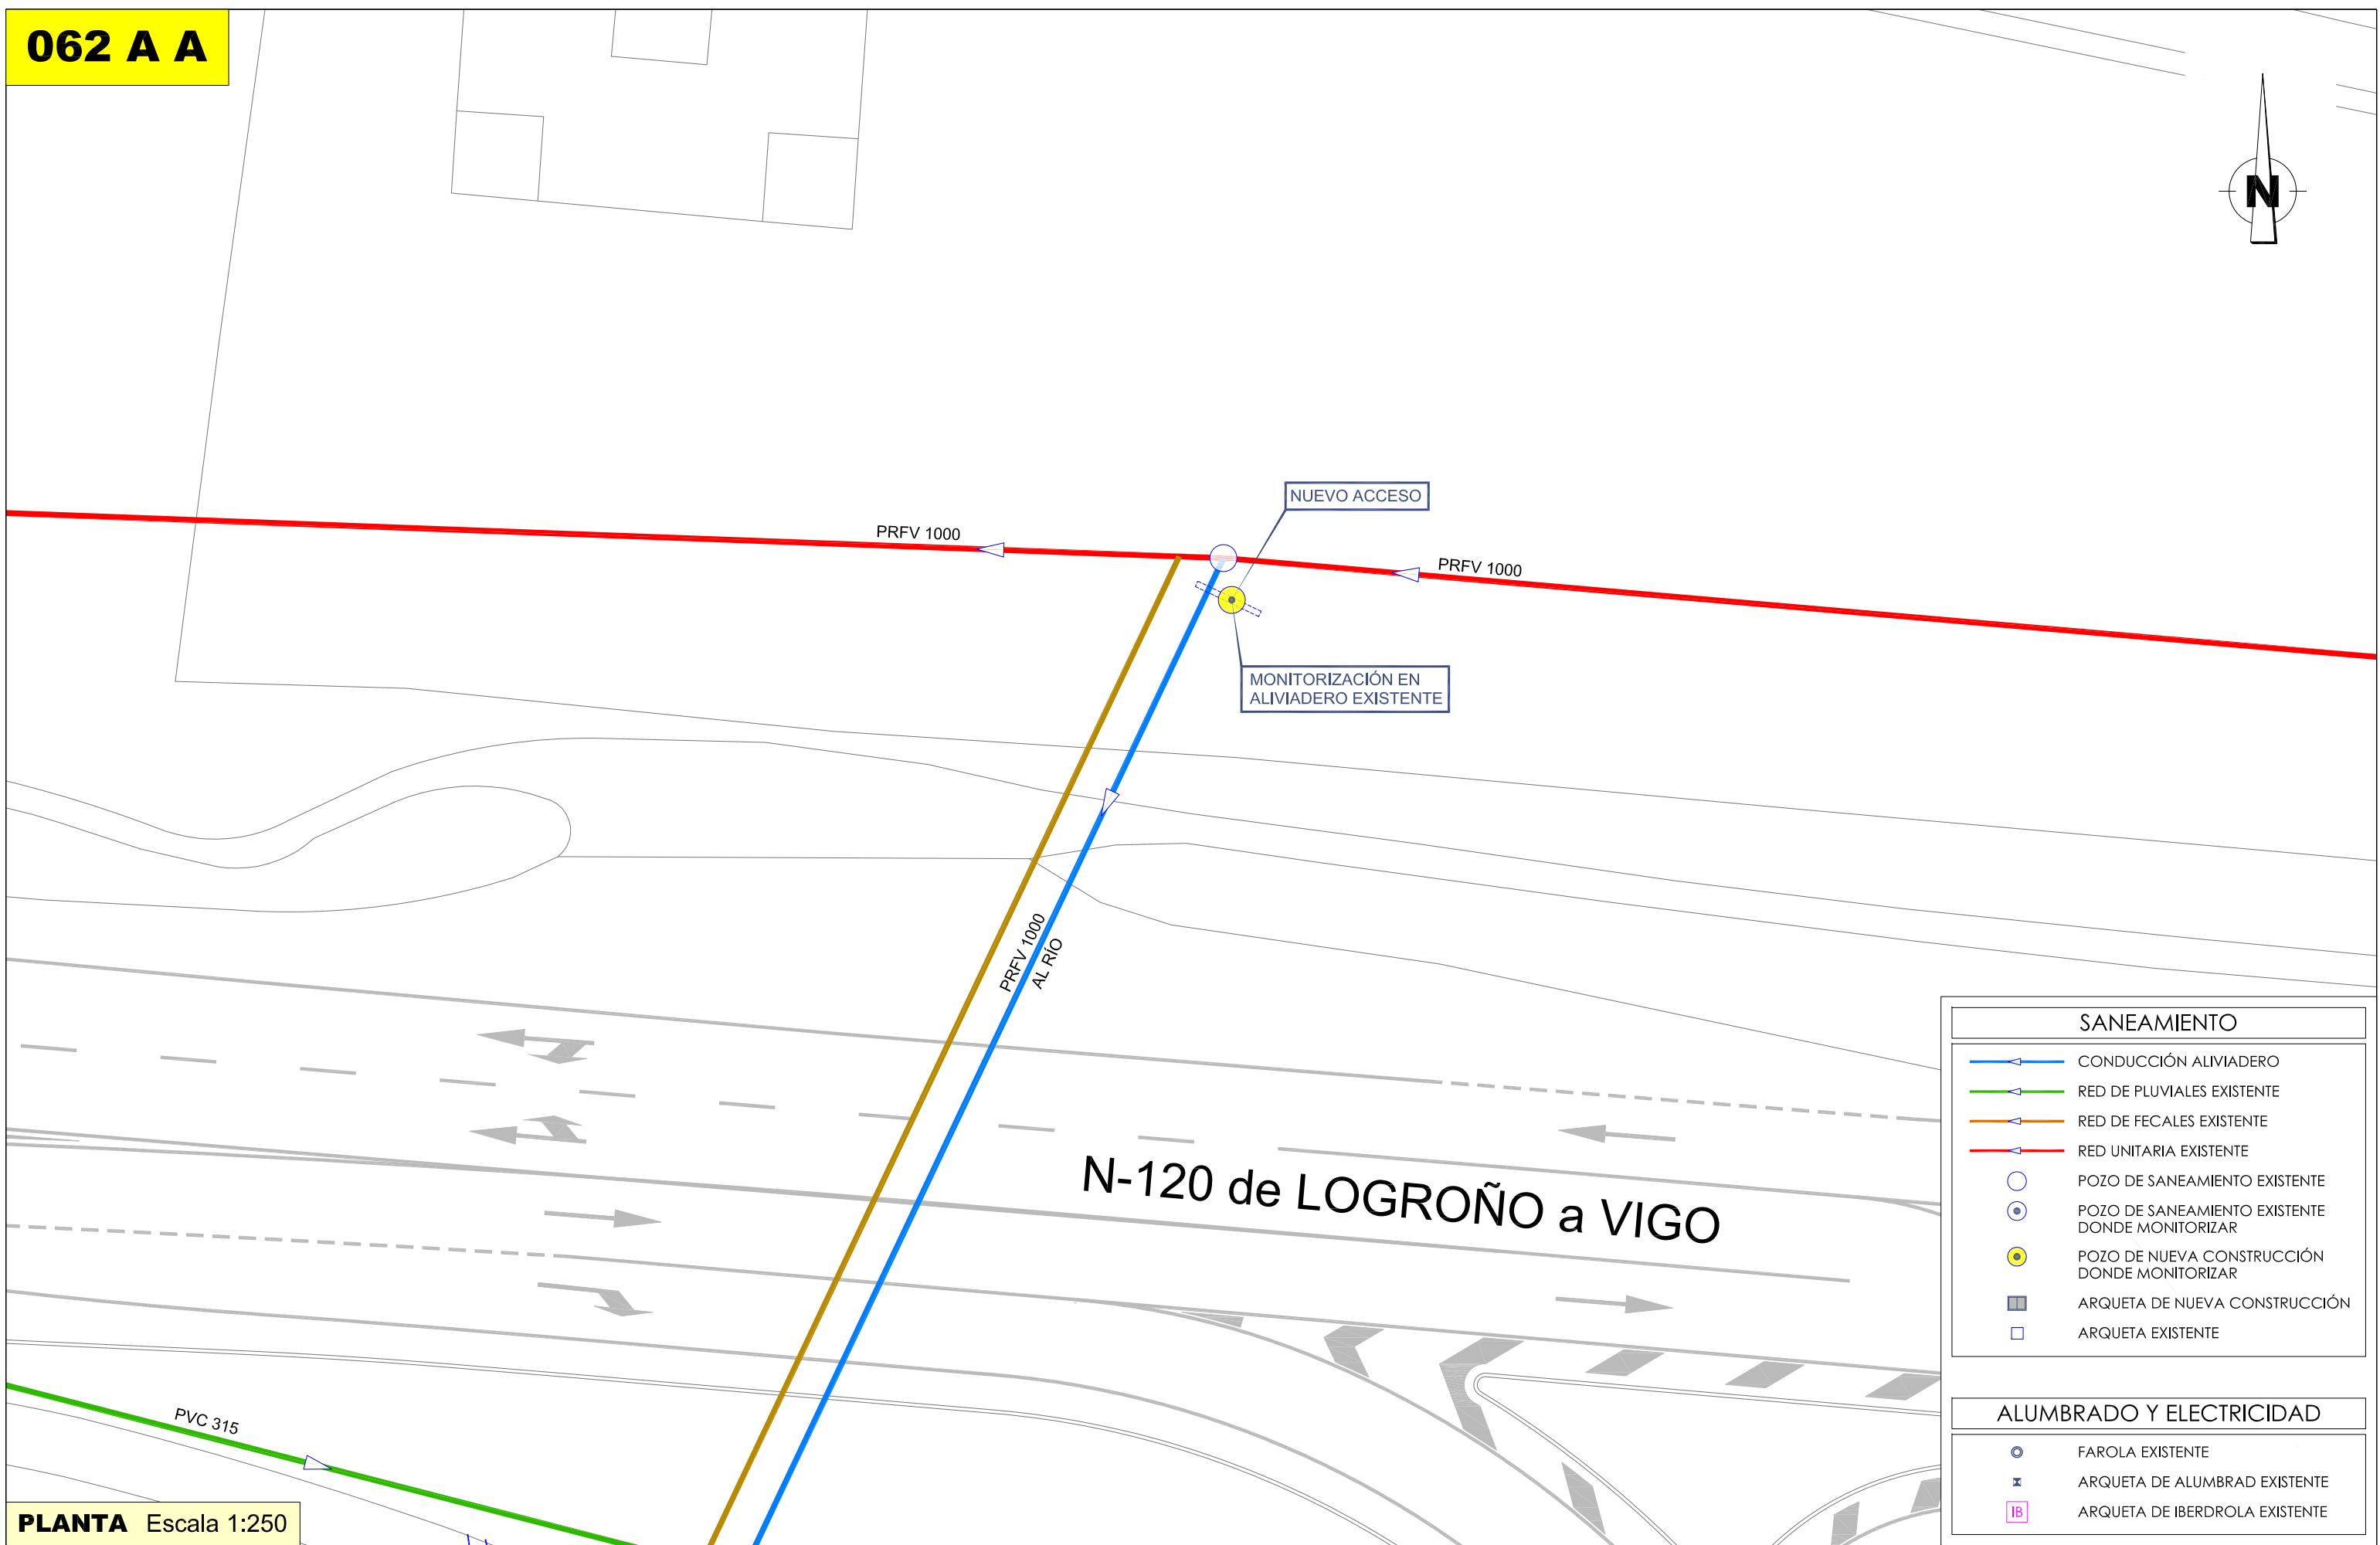 062 A A
N
NUEVO ACCESO
PRFV 1000
PRFV 1000
MONITORIZACIÓN EN
ALIVIADERO EXISTENTE
PRFV 1000
AL RÍO
N-120 de LOGROÑO a VIGO
PVC 315
PLANTA Escala 1:250
SANEAMIENTO
CONDUCCIÓN ALIVIADERO
RED DE PLUVIALES EXISTENTE
RED DE FECALES EXISTENTE
RED UNITARIA EXISTENTE
POZO DE SANEAMIENTO EXISTENTE
POZO DE SANEAMIENTO EXISTENTE
DONDE MONITORIZAR
POZO DE NUEVA CONSTRUCCIÓN
DONDE MONITORIZAR
ARQUETA DE NUEVA CONSTRUCCIÓN
ARQUETA EXISTENTE
ALUMBRADO Y ELECTRICIDAD
FAROLA EXISTENTE
ARQUETA DE ALUMBRAD EXISTENTE
IB ARQUETA DE IBERDROLA EXISTENTE